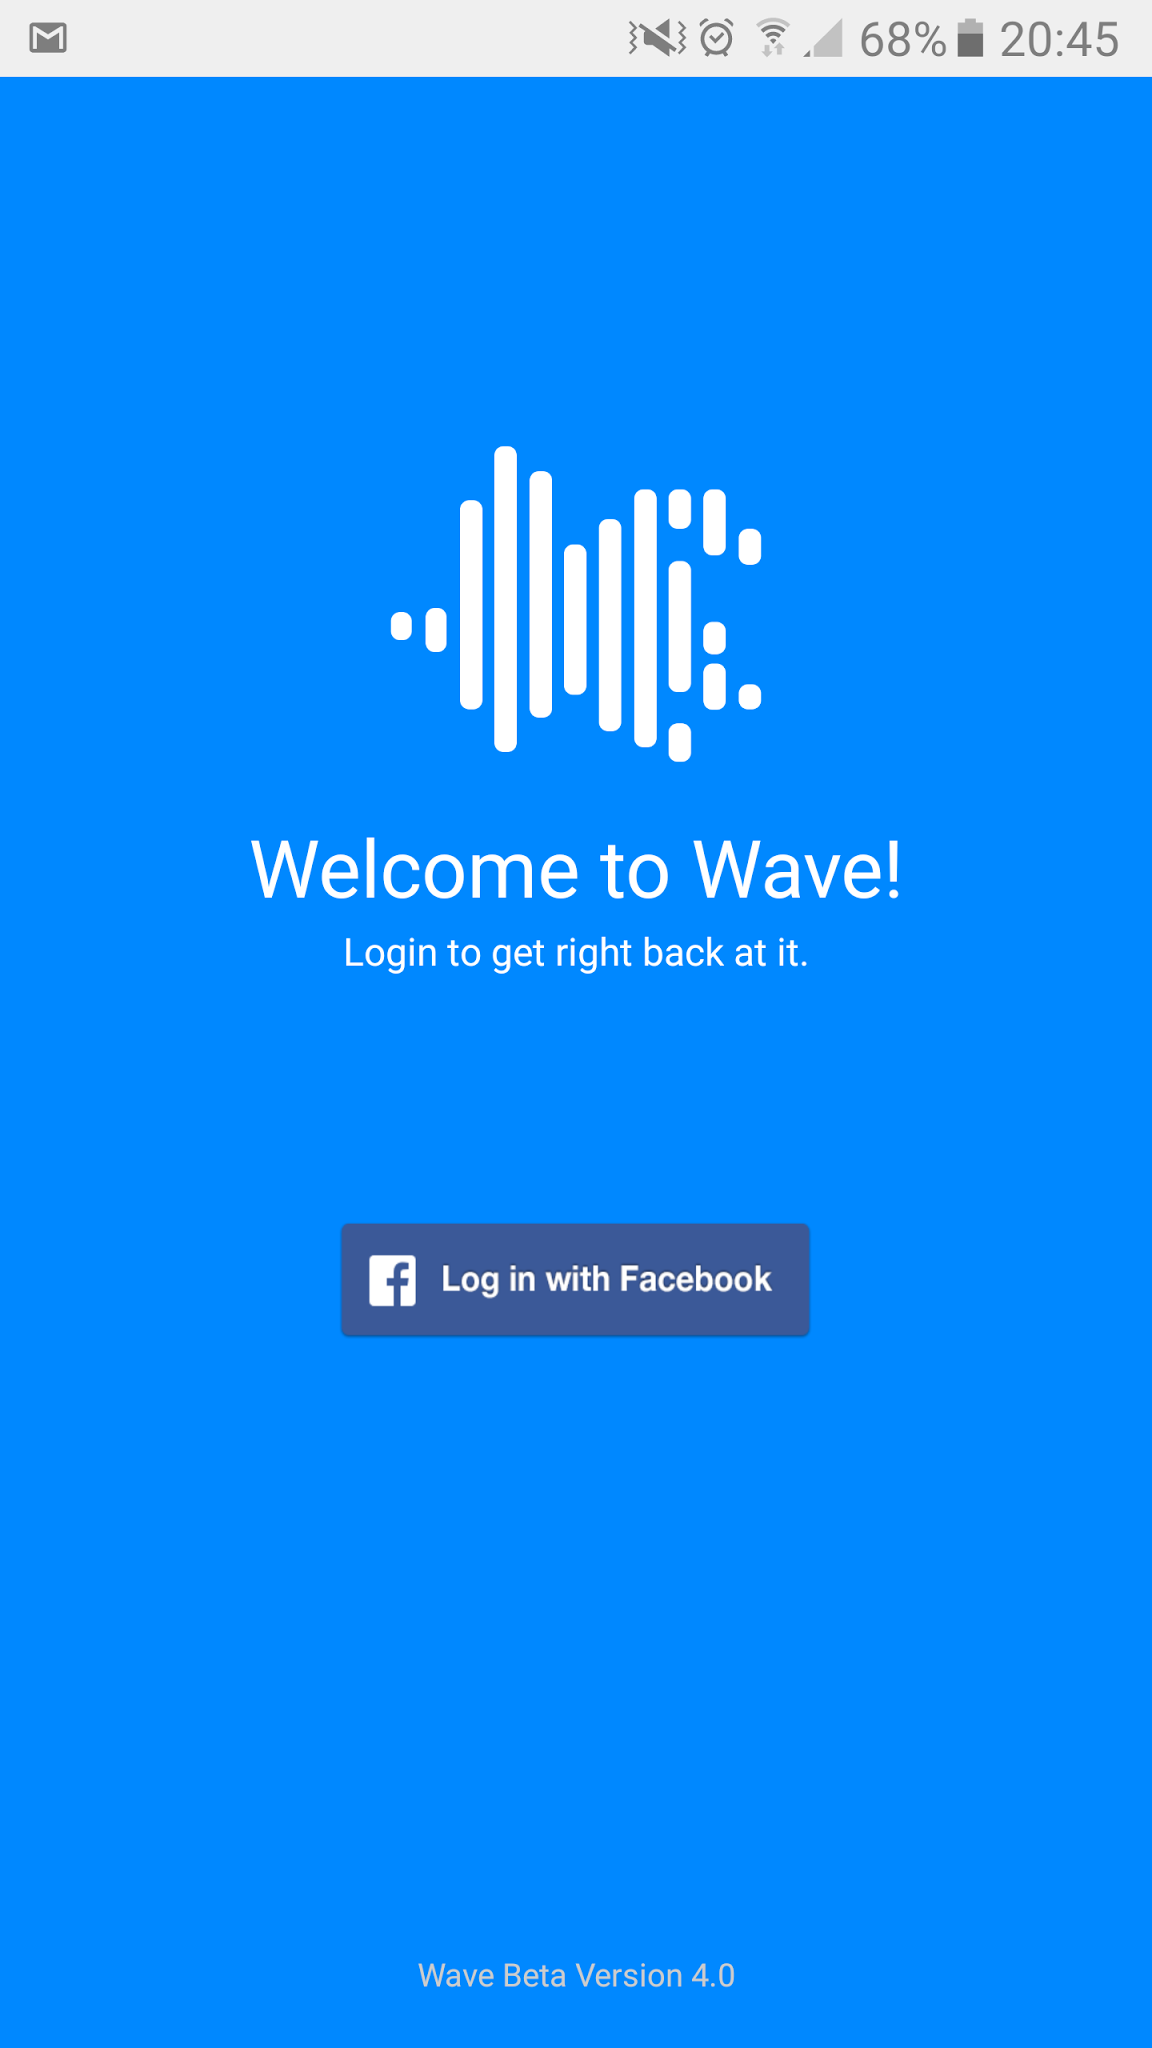 68% 20:45
Welcome to Wave!
Login to get right back at it.
Log in with Facebook
Wave Beta Version 4.0